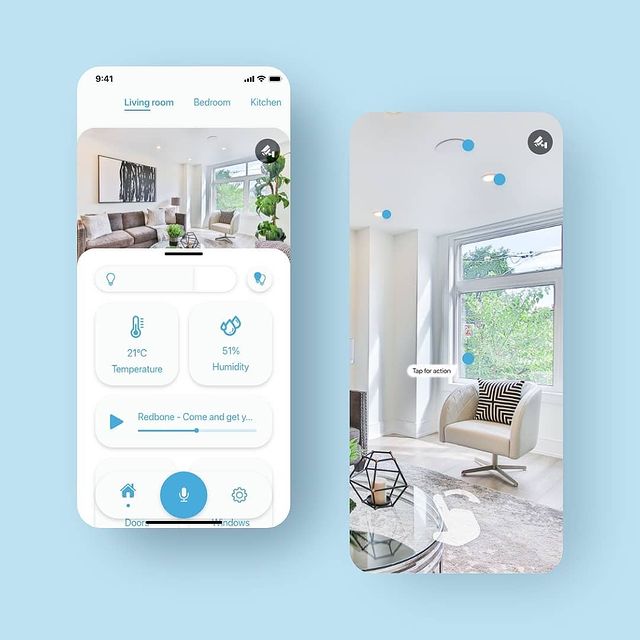 9:41
Living room Bedroom Kitchen
21°C
Temperature
51%
Humidity
Redbone - Come and get y...
Doors Windows
Tap for action